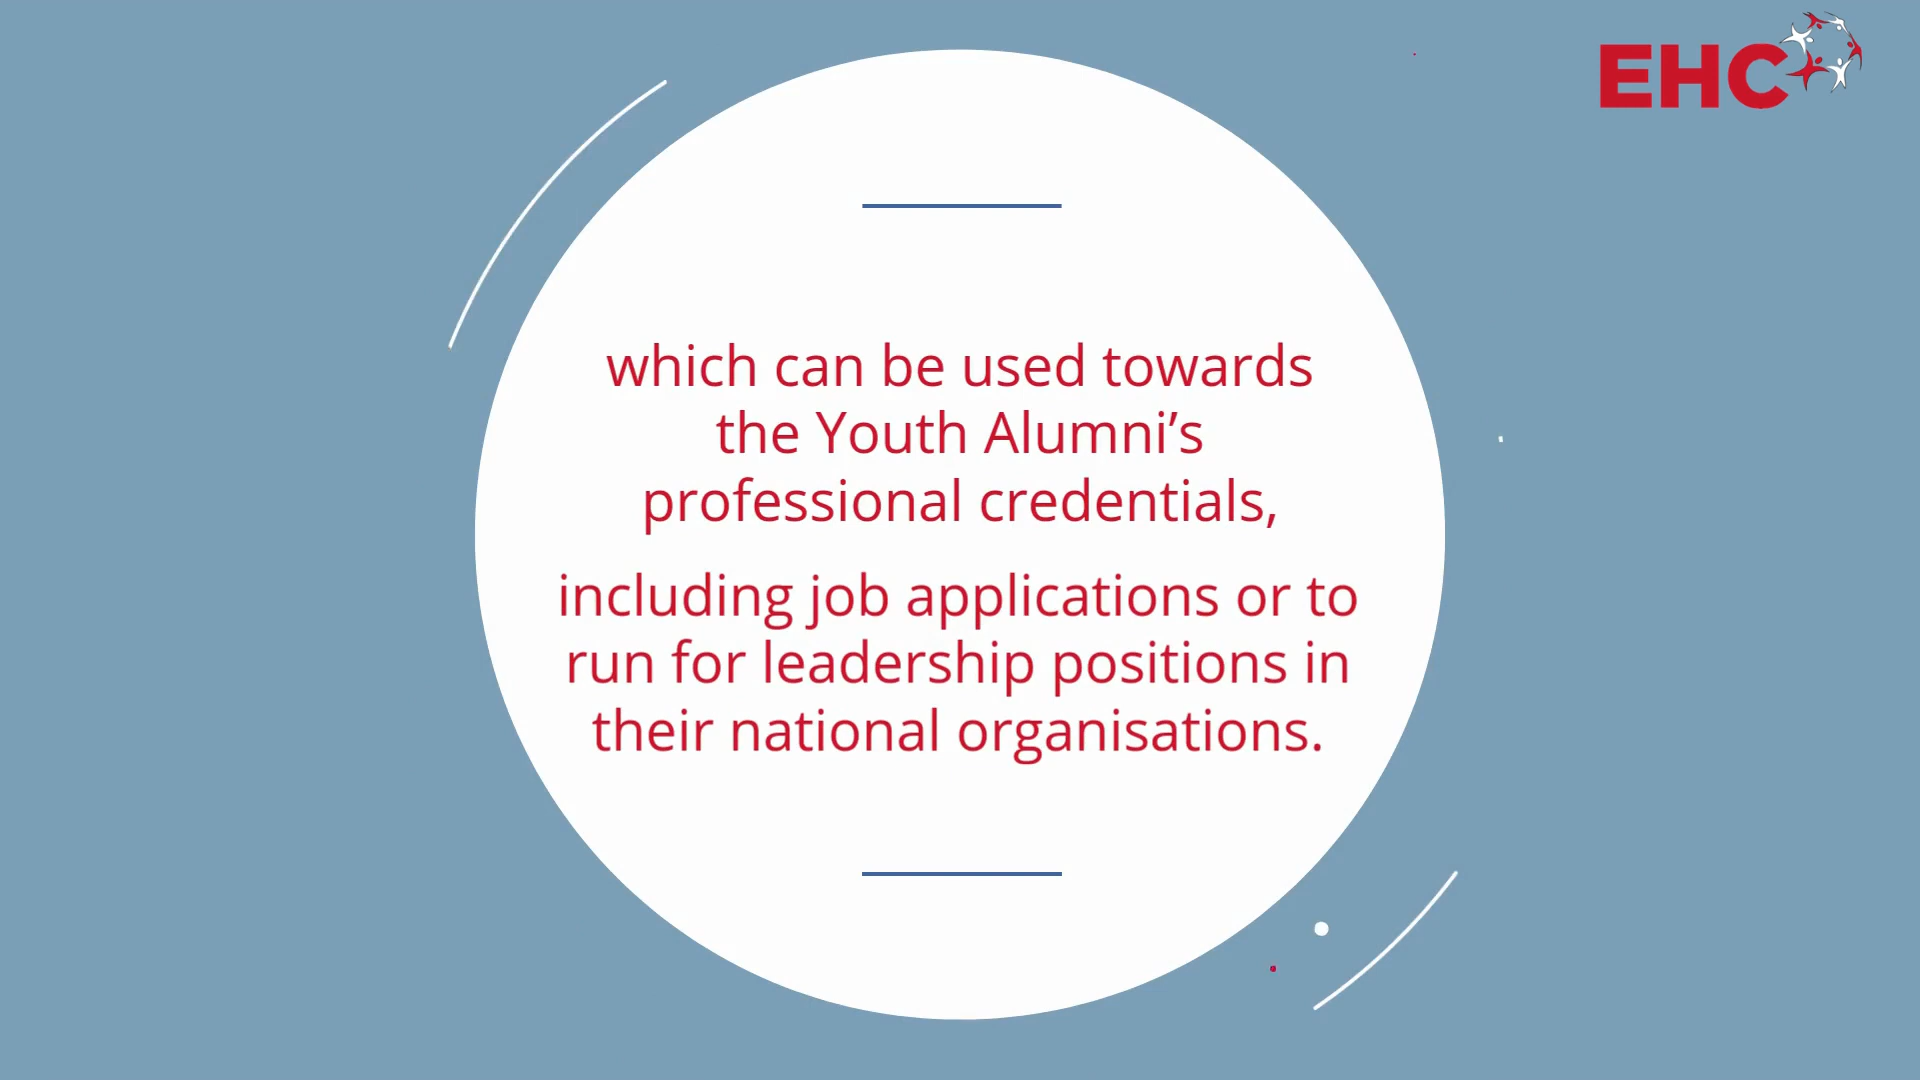 EHC
which can be used towards
the Youth Alumni’s
professional credentials,
including job applications or to
run for leadership positions in
their national organisations.